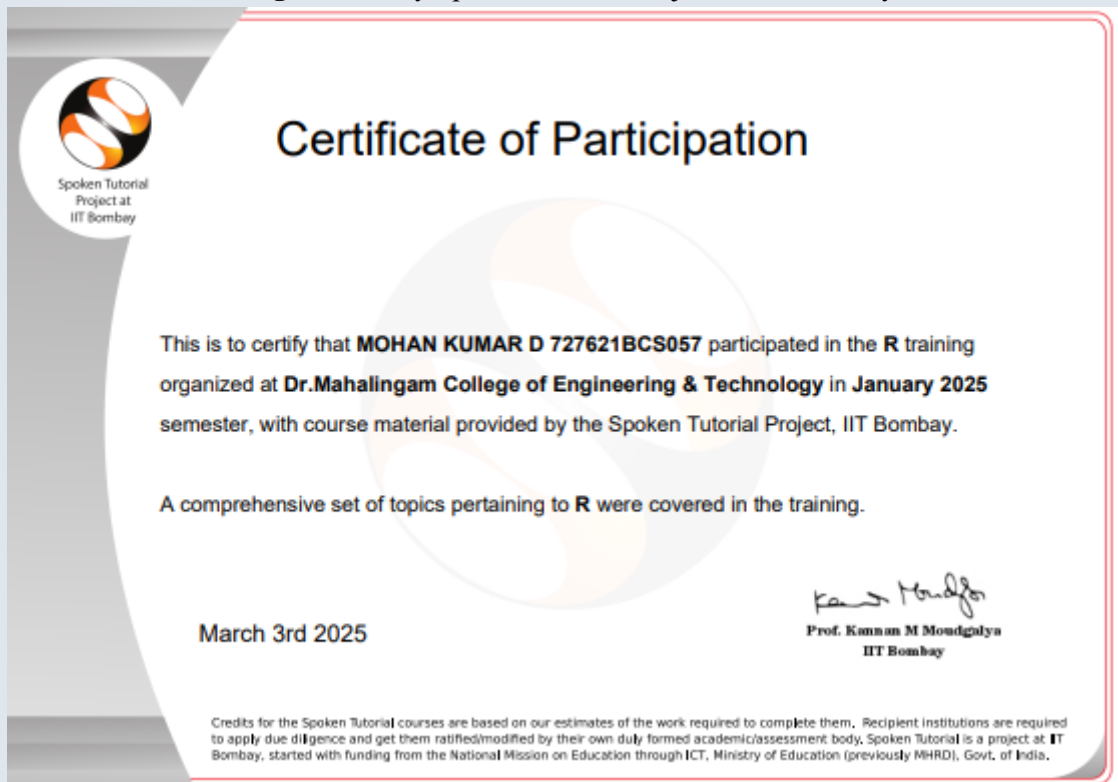 Spoken Tutorial
Project at
IIT Bombay
Certificate of Participation
This is to certify that MOHAN KUMAR D 727621BCS057 participated in the R training
organized at Dr.Mahalingam College of Engineering & Technology in January 2025
semester, with course material provided by the Spoken Tutorial Project, IIT Bombay.
A comprehensive set of topics pertaining to R were covered in the training.
March 3rd 2025
Prof. Kannan M Moudgalya
IIT Bombay
Credits for the Spoken Tutorial courses are based on our estimates of the work required to complete them. Recipient institutions are required
to apply due diligence and get them ratified/modified by their own duly formed academic/assessment body. Spoken Tutorial is a project at IIT
Bombay, started with funding from the National Mission on Education through ICT, Ministry of Education (previously MHRD), Govt. of India.